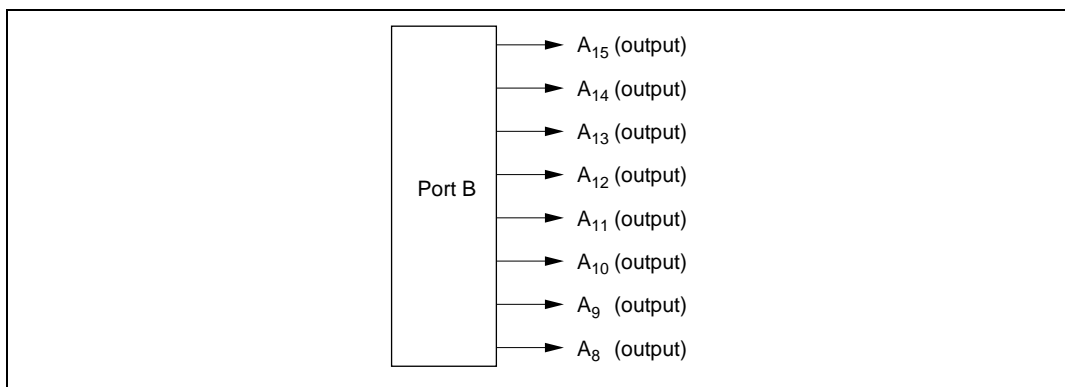 A15 (output)
A14 (output)
A13 (output)
A12 (output)
Port B
A11 (output)
A10 (output)
A9 (output)
A8 (output)